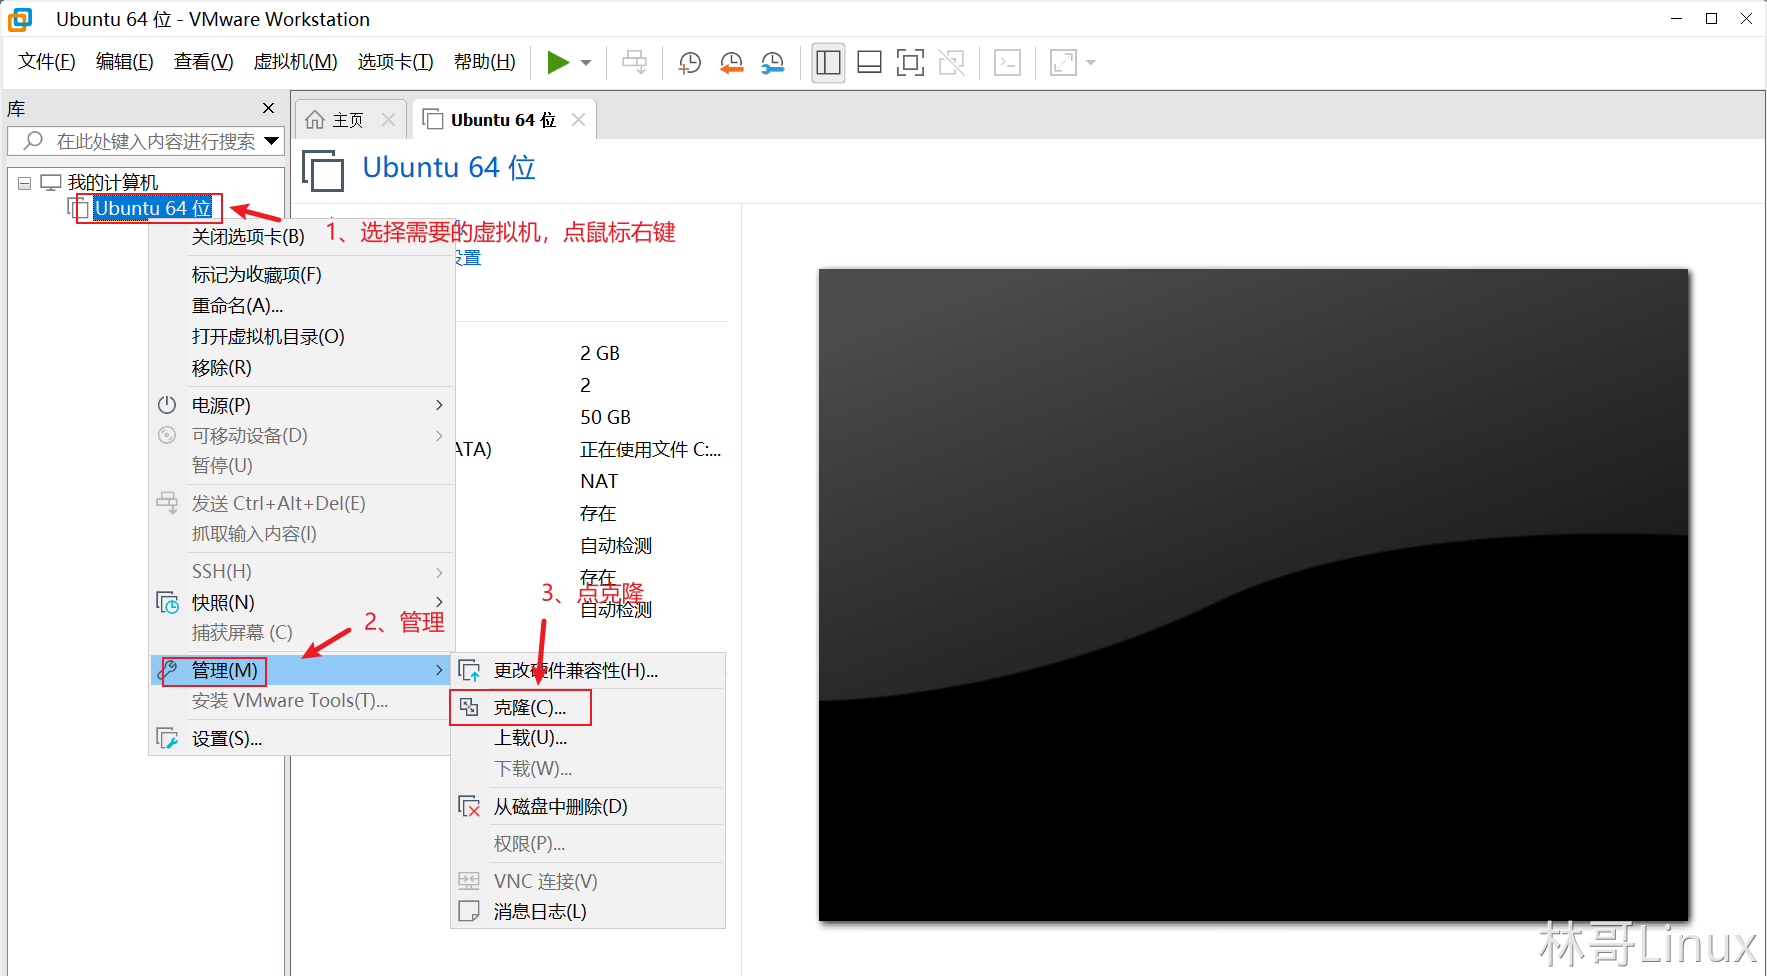 Ubuntu 64 位 - VMware Workstation
文件(F) 编辑(E) 查看(V) 虚拟机(M) 选项卡(T) 帮助(H)
库
在此处键入内容进行搜索
主页
Ubuntu 64 位
Ubuntu 64 位
我的计算机
Ubuntu 64 位
1、选择需要的虚拟机，点鼠标右键
关闭选项卡(B)
设置
标记为收藏项(F)
重命名(A)...
打开虚拟机目录(O)
移除(R)
电源(P)
可移动设备(D)
暂停(U)
发送 Ctrl+Alt+Del(E)
抓取输入内容(I)
SSH(H)
快照(N)
捕获屏幕 (C)
2、管理
管理(M)
安装 VMware Tools(T)...
设置(S)...
2 GB
2
50 GB
ATA) 正在使用文件 C:...
NAT
存在
自动检测
存在
3、点克隆
自动检测
更改硬件兼容性(H)...
克隆(C)...
上载(U)...
下载(W)...
从磁盘中删除(D)
权限(P)...
VNC 连接(V)
消息日志(L)
林哥Linux